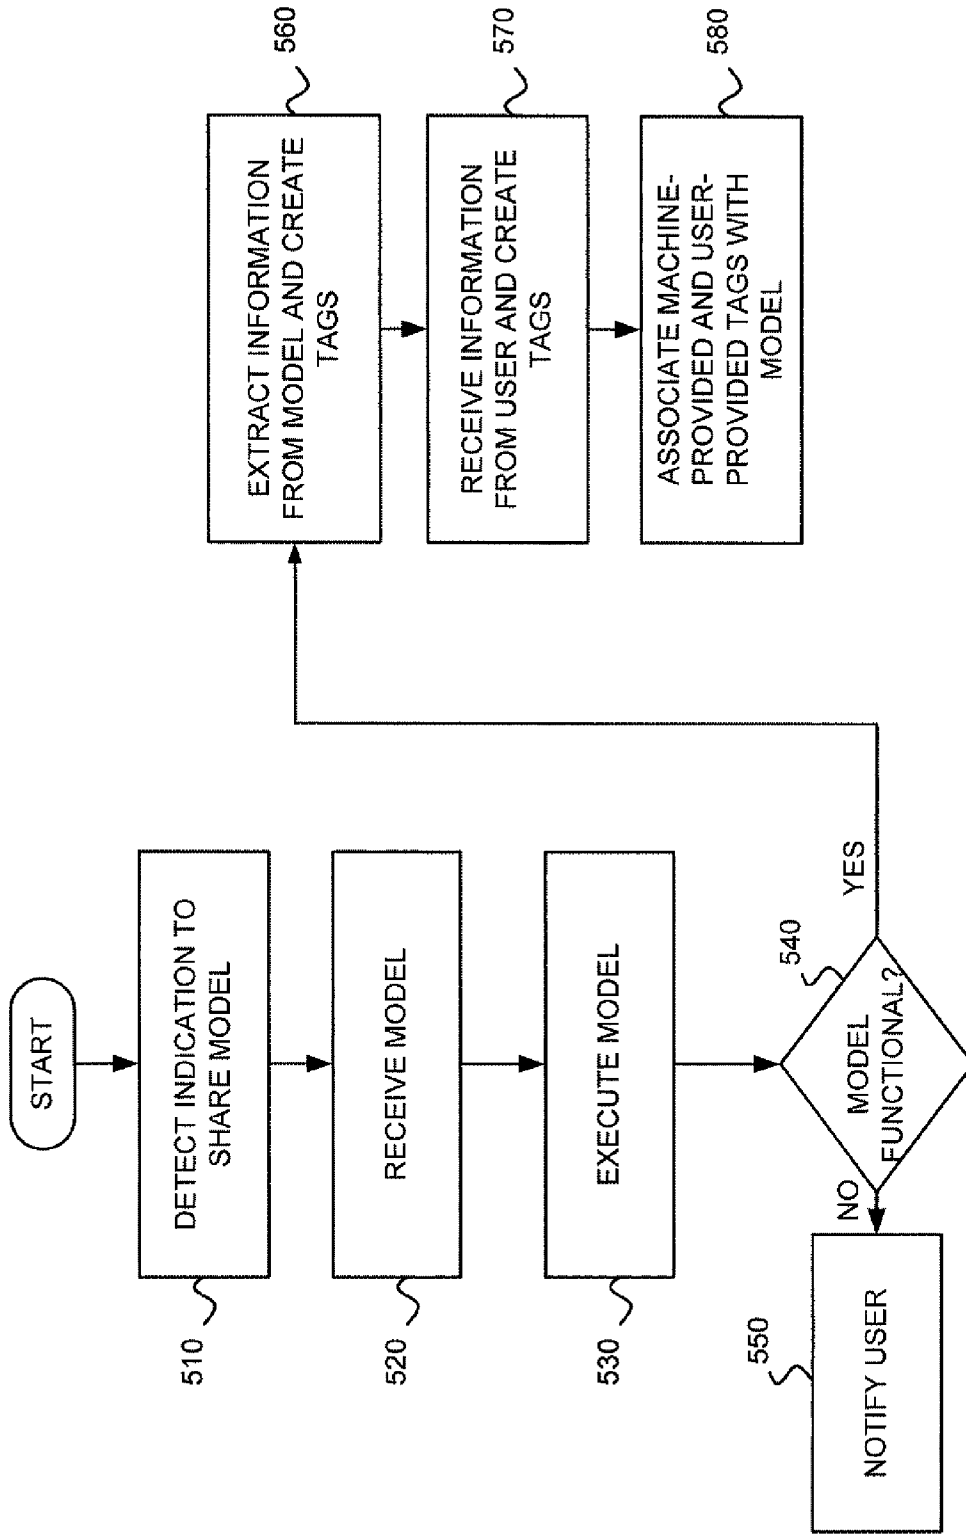 START
DETECT INDICATION TO
SHARE MODEL
510
RECEIVE MODEL
520
EXECUTE MODEL
530
MODEL
FUNCTIONAL?
540
NO
YES
NOTIFY USER
550
EXTRACT INFORMATION
FROM MODEL AND CREATE
TAGS
560
RECEIVE INFORMATION
FROM USER AND CREATE
TAGS
570
ASSOCIATE MACHINE-
PROVIDED AND USER-
PROVIDED TAGS WITH
MODEL
580